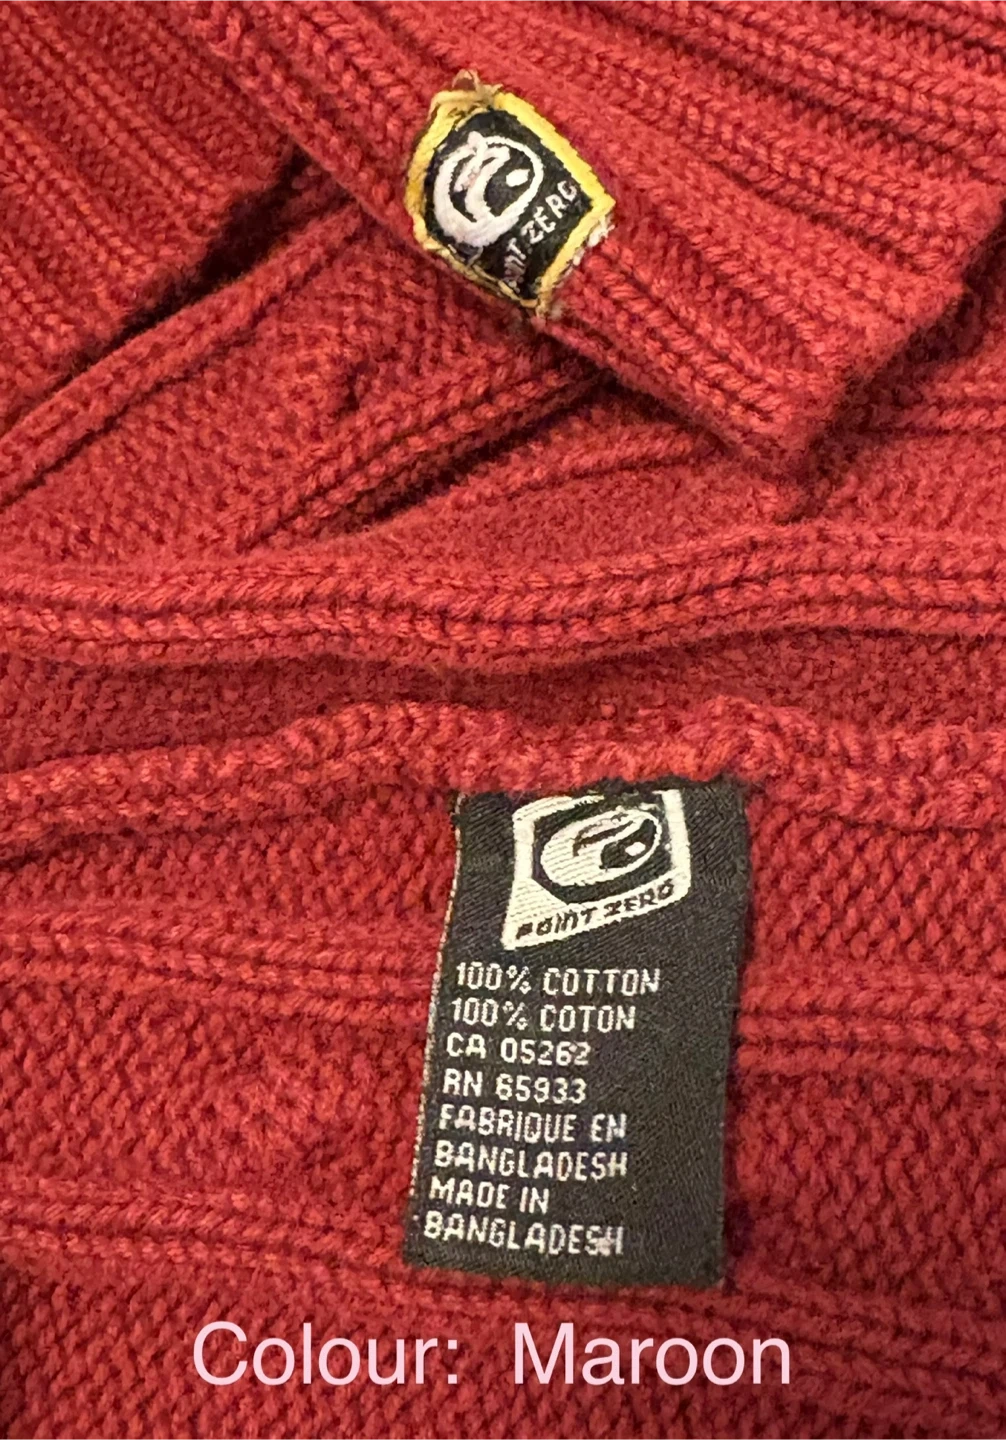 POINT ZERO
POINT ZERO
100% COTTON
100% COTON
CA 05262
RN 65933
FABRIQUE EN
BANGLADESH
MADE IN
BANGLADESH
Colour: Maroon